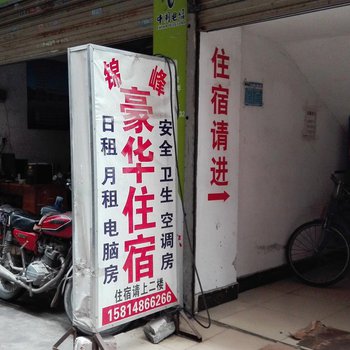 锦峰
豪华住宿
日租 月租 电脑房
安全 卫生 空调房
住宿请上二楼
15814866266
住宿请进→